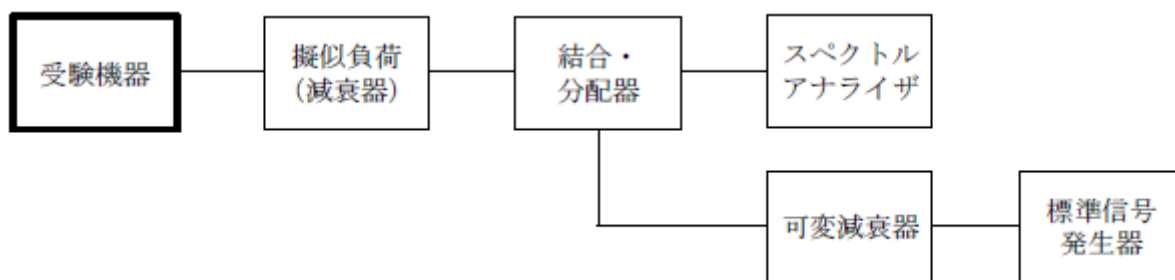 受験機器
擬似負荷
(減衰器)
結合・
分配器
スペクトル
アナライザ
可変減衰器
標準信号
発生器